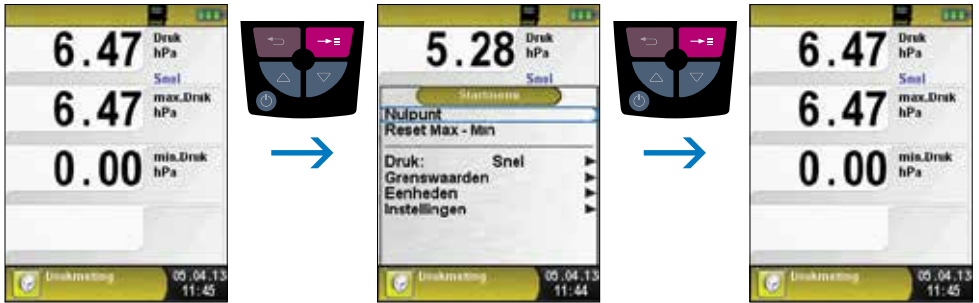 6.47 Druk hPa
Snel
6.47 max.Druk hPa
0.00 min.Druk hPa
Drukmeting 05.04.13
11:45
5.28 Druk hPa
Snel
Startmenu
Nulpunt
Reset Max - Min
Druk: Snel
Grenswaarden
Eenheden
Instellingen
Drukmeting 05.04.13
11:44
6.47 Druk hPa
Snel
6.47 max.Druk hPa
0.00 min.Druk hPa
Drukmeting 05.04.13
11:45